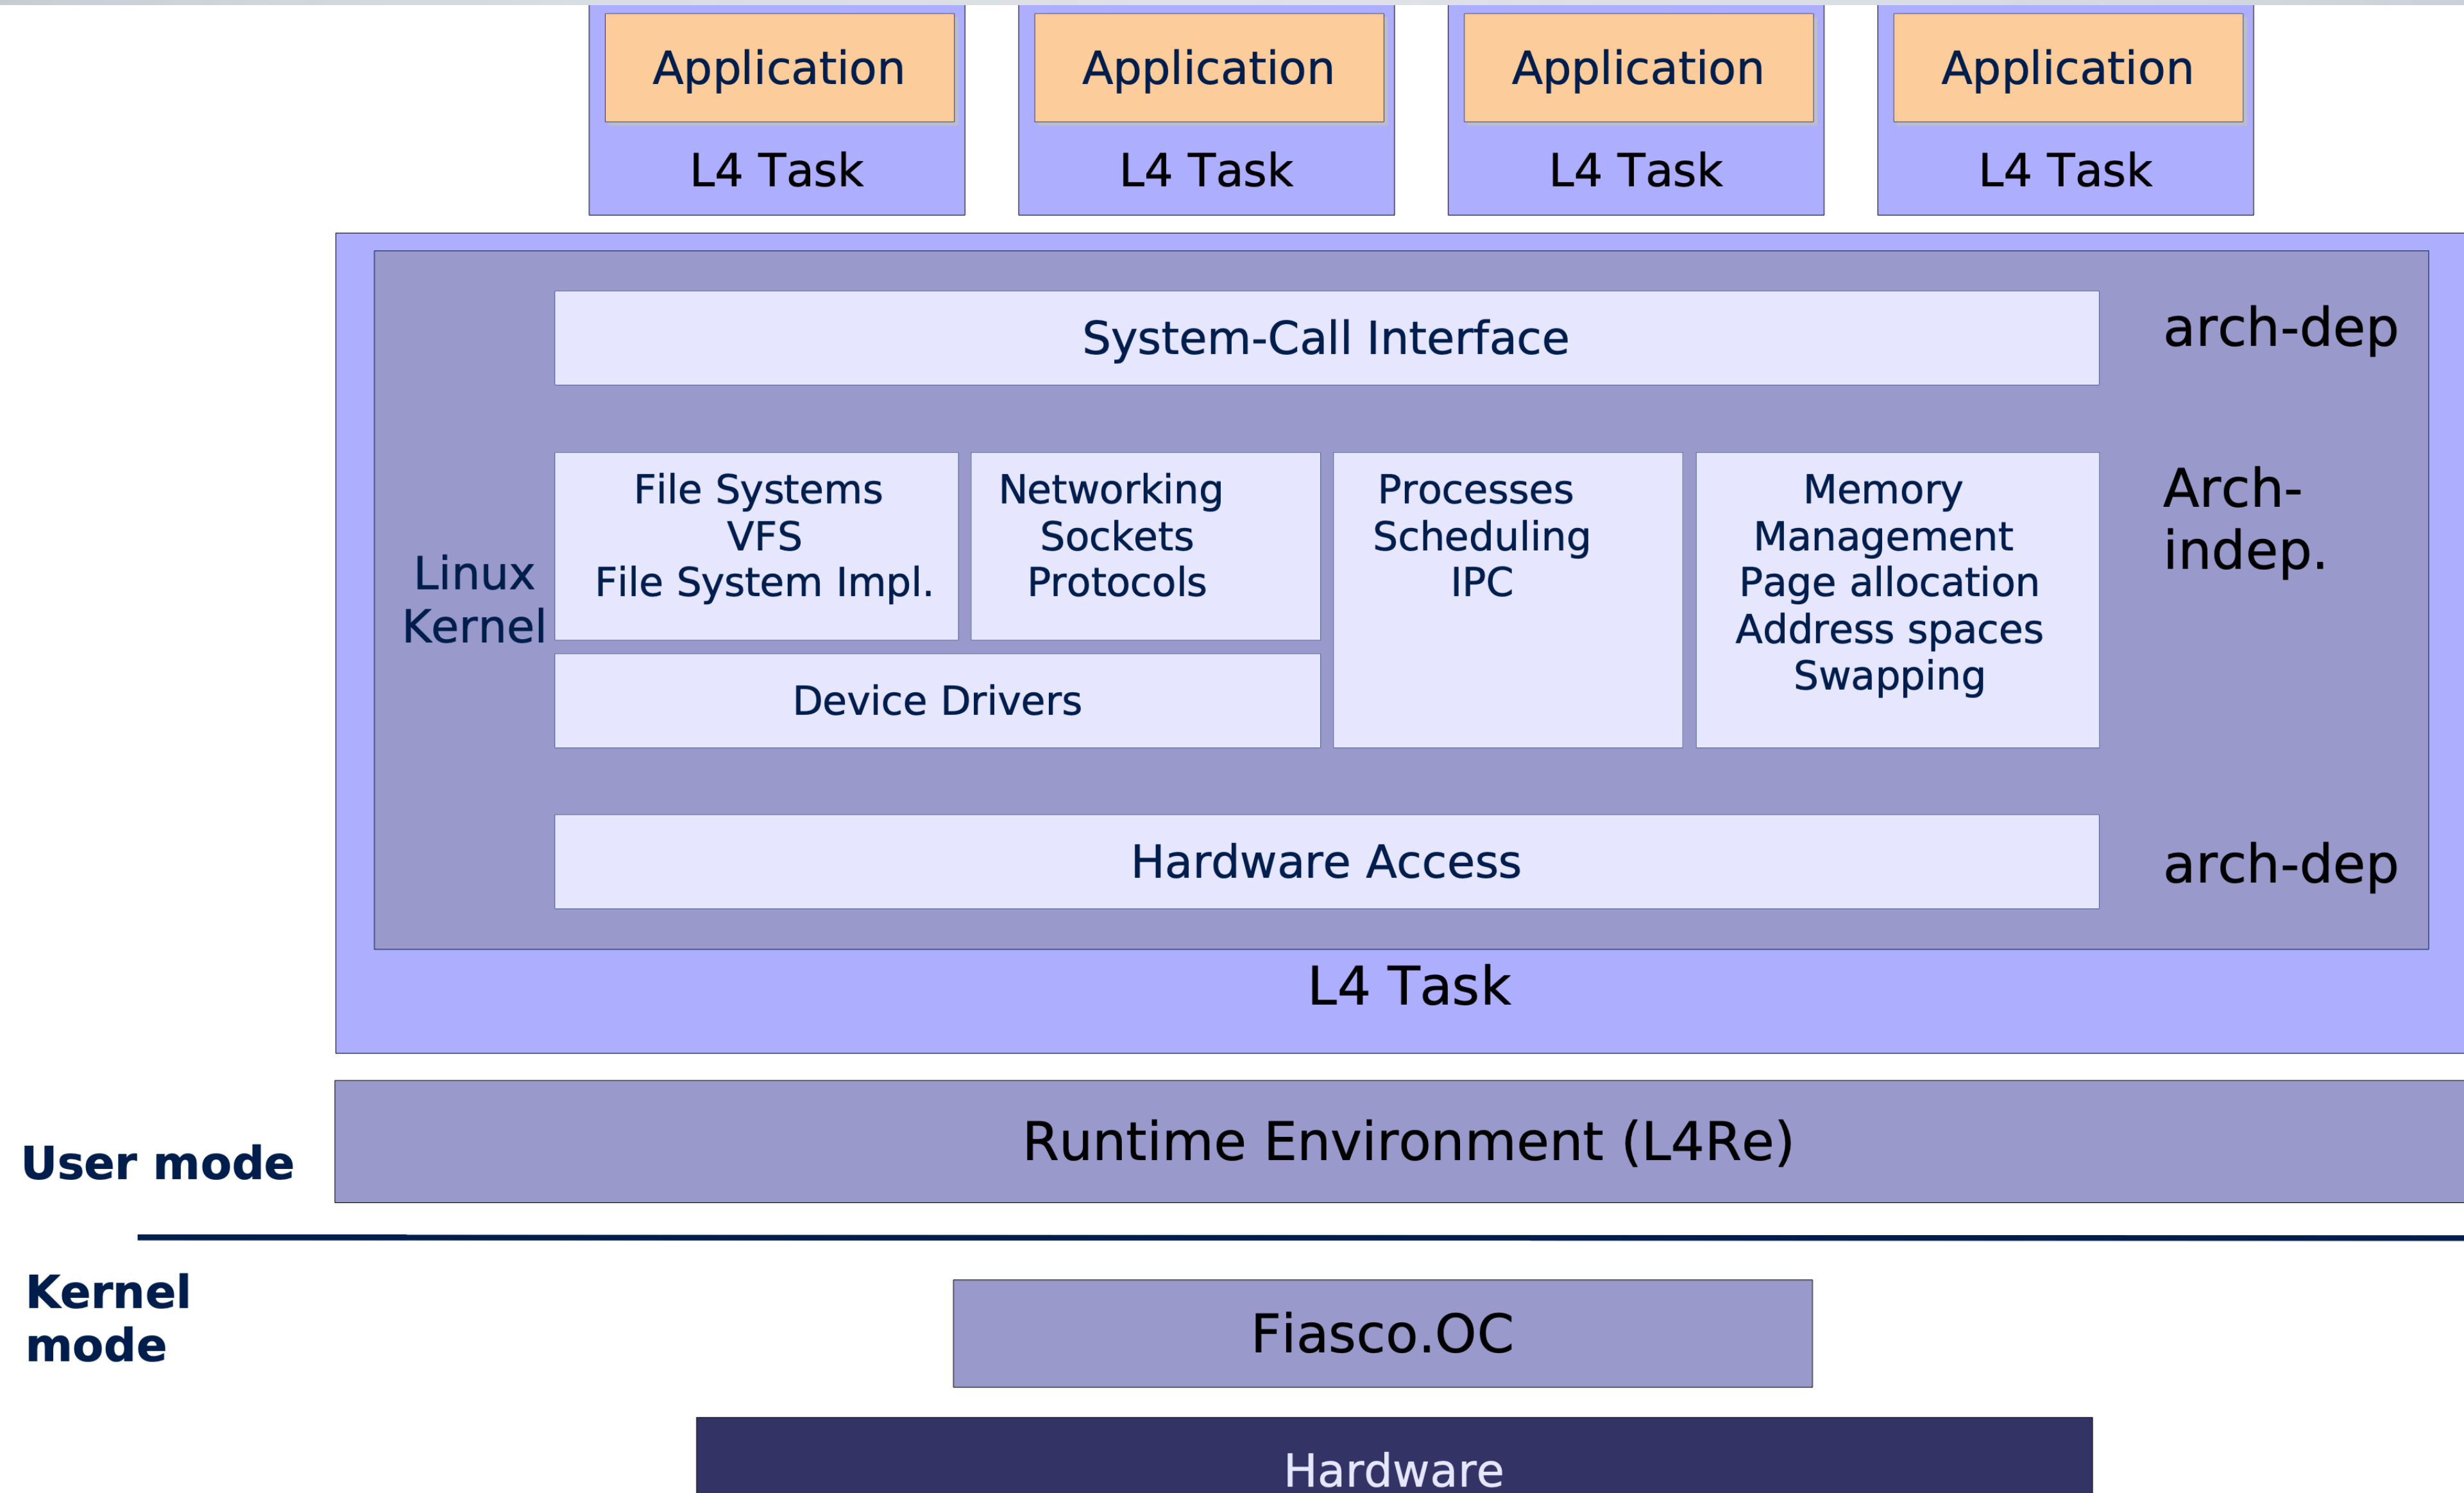 Application
Application
Application
Application
L4 Task
L4 Task
L4 Task
L4 Task
System-Call Interface
arch-dep
Linux
Kernel
File Systems
VFS
File System Impl.
Networking
Sockets
Protocols
Processes
Scheduling
IPC
Memory
Management
Page allocation
Address spaces
Swapping
Arch-
indep.
Device Drivers
Hardware Access
arch-dep
L4 Task
Runtime Environment (L4Re)
User mode
Kernel
mode
Fiasco.OC
Hardware